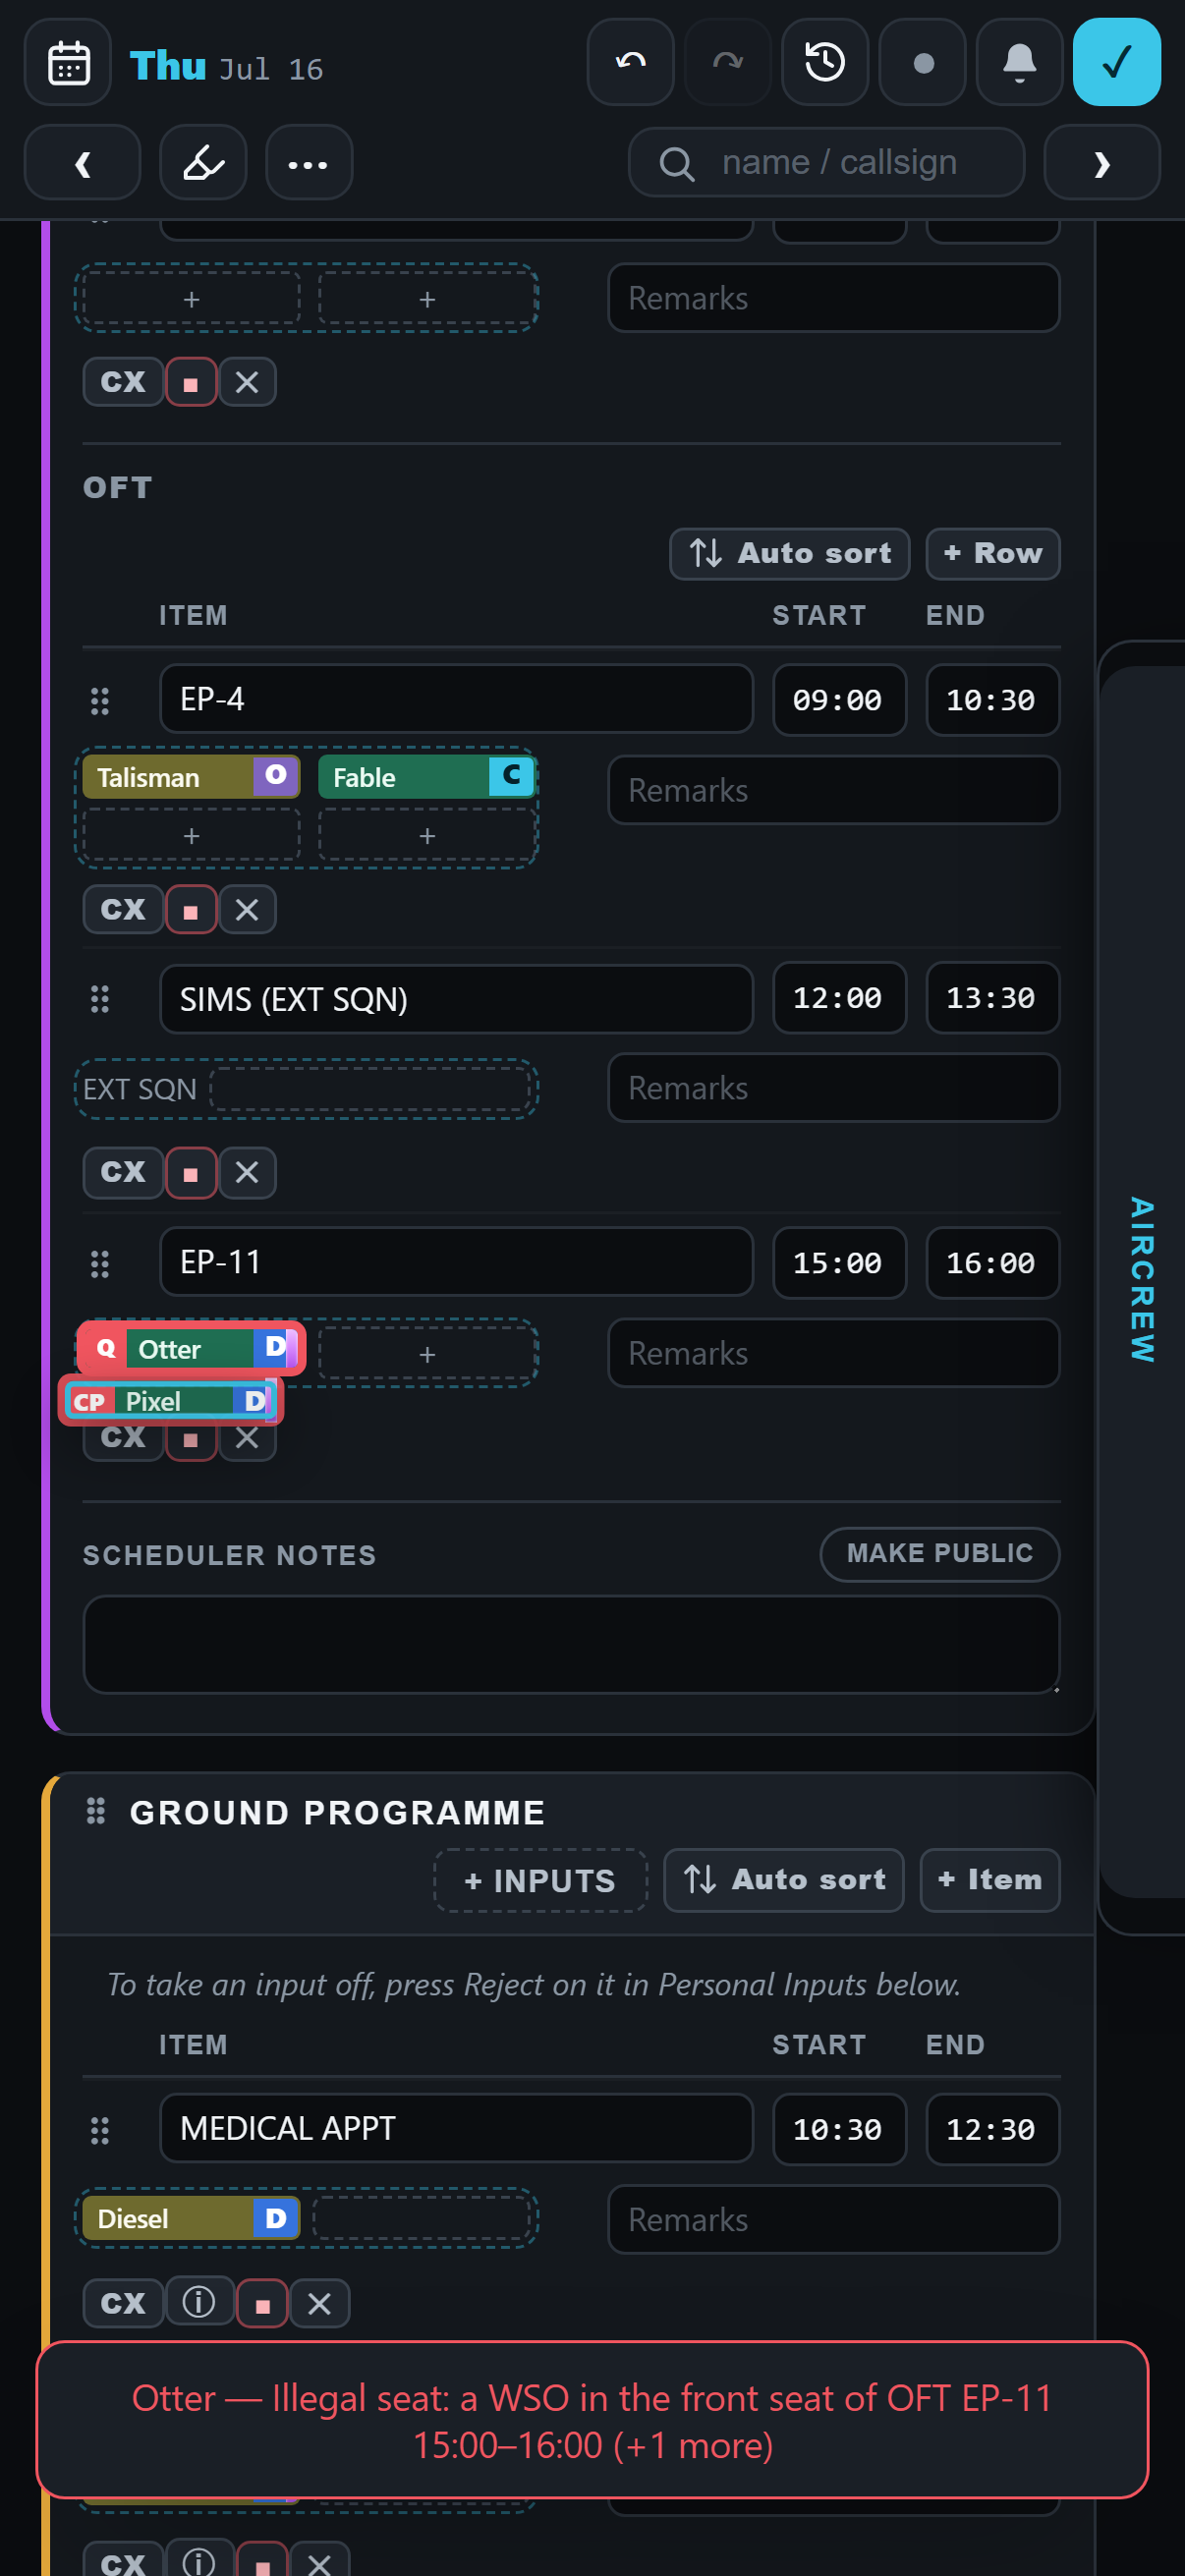 Thu Jul 16
name / callsign
+ +
Remarks
CX
OFT
Auto sort
+ Row
ITEM START END
EP-4 09:00 10:30
Talisman O Fable C
Remarks
+ +
CX
SIMS (EXT SQN) 12:00 13:30
EXT SQN
Remarks
CX
EP-11 15:00 16:00
Q Otter D +
Remarks
CP Pixel D
CX
SCHEDULER NOTES
MAKE PUBLIC
GROUND PROGRAMME
+ INPUTS
Auto sort
+ Item
To take an input off, press Reject on it in Personal Inputs below.
ITEM START END
MEDICAL APPT 10:30 12:30
Diesel D
Remarks
CX
Otter — Illegal seat: a WSO in the front seat of OFT EP-11
15:00–16:00 (+1 more)
CX
AIRCREW